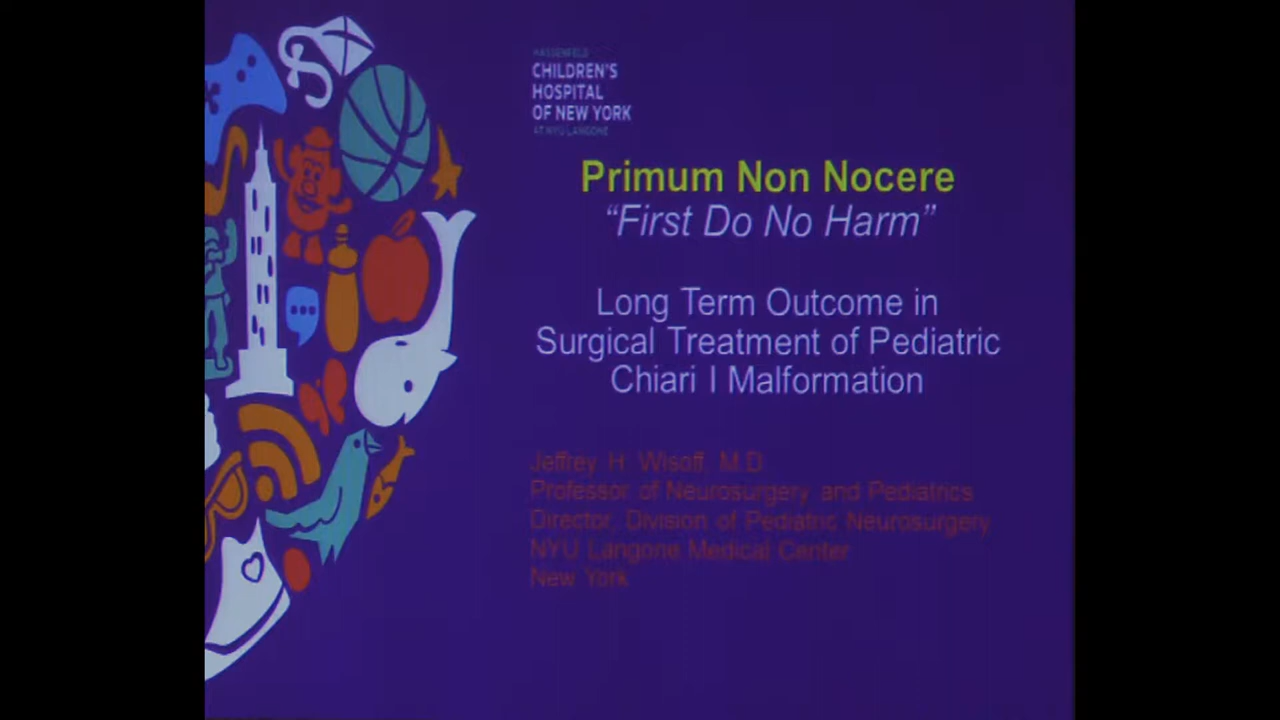 HASSENFELD
CHILDREN'S
HOSPITAL
OF NEW YORK
AT NYU LANGONE
Primum Non Nocere
“First Do No Harm”
Long Term Outcome in
Surgical Treatment of Pediatric
Chiari I Malformation
Jeffrey H. Wisoff, M.D
Professor of Neurosurgery and Pediatrics
Director, Division of Pediatric Neurosurgery
NYU Langone Medical Center
New York